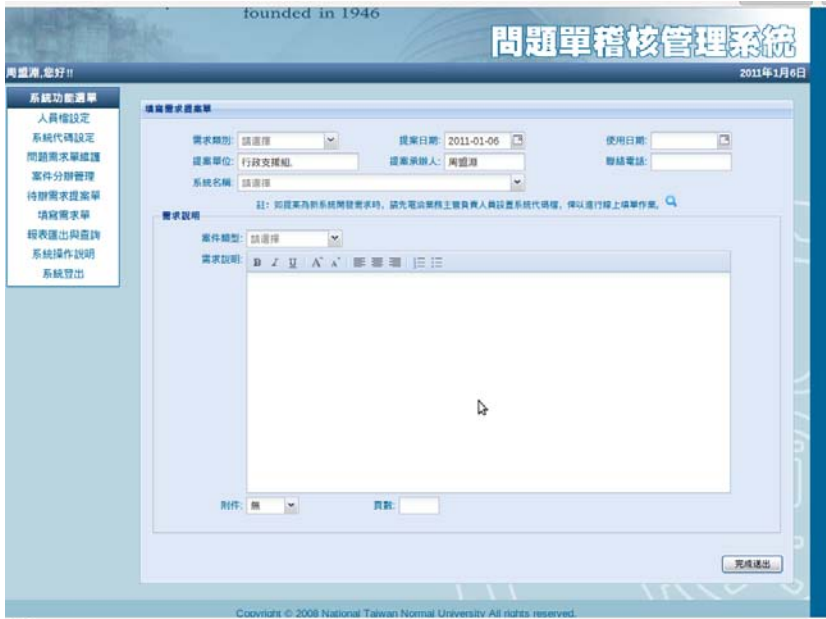 founded in 1946
問題單稽核管理系統
周盟淵,您好!!
2011年1月6日
系統功能選單
人員檔設定
系統代碼設定
問題需求單維護
案件分辦管理
待辦需求提案單
填寫需求單
報表匯出與查詢
系統操作說明
系統登出
填寫需求提案單
需求類別: 請選擇 提案日期: 2011-01-06 使用日期:
提案單位: 行政支援組. 提案承辦人: 周盟淵 聯絡電話:
系統名稱: 請選擇
註: 如提案為新系統開發需求時, 請先電洽業務主管負責人員設置系統代碼檔, 俾以進行線上填單作業.
需求說明
案件類型: 請選擇
需求說明: B I U A A
附件: 無 頁數:
完成送出
Copyright © 2008 National Taiwan Normal University All rights reserved.